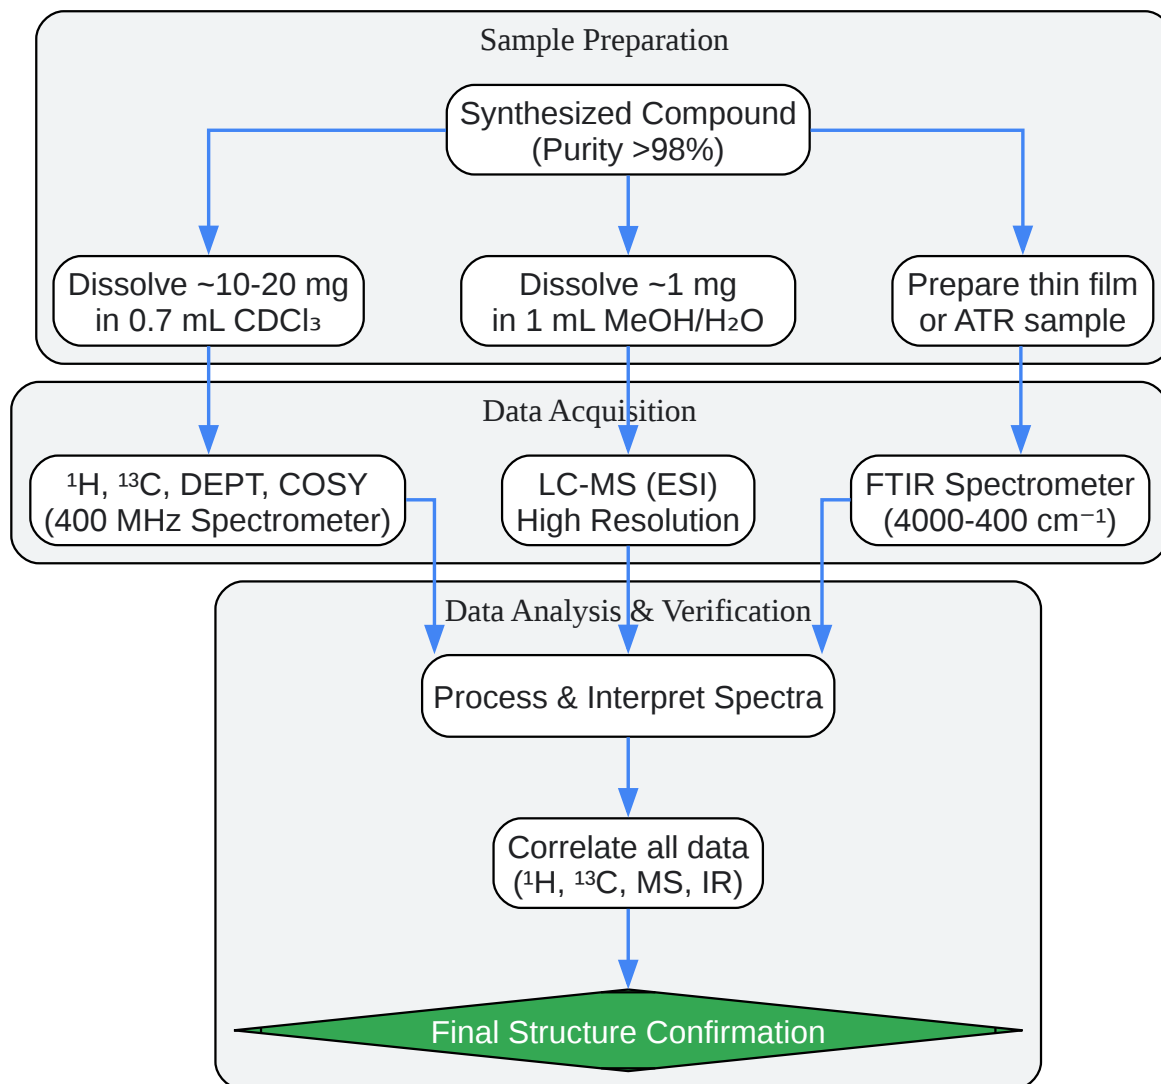 Sample Preparation
Synthesized Compound
(Purity >98%)
Dissolve ~10-20 mg
in 0.7 mL CDCl₃
Dissolve ~1 mg
in 1 mL MeOH/H₂O
Prepare thin film
or ATR sample
Data Acquisition
¹H, ¹³C, DEPT, COSY
(400 MHz Spectrometer)
LC-MS (ESI)
High Resolution
FTIR Spectrometer
(4000-400 cm⁻¹)
Data Analysis & Verification
Process & Interpret Spectra
Correlate all data
(¹H, ¹³C, MS, IR)
Final Structure Confirmation